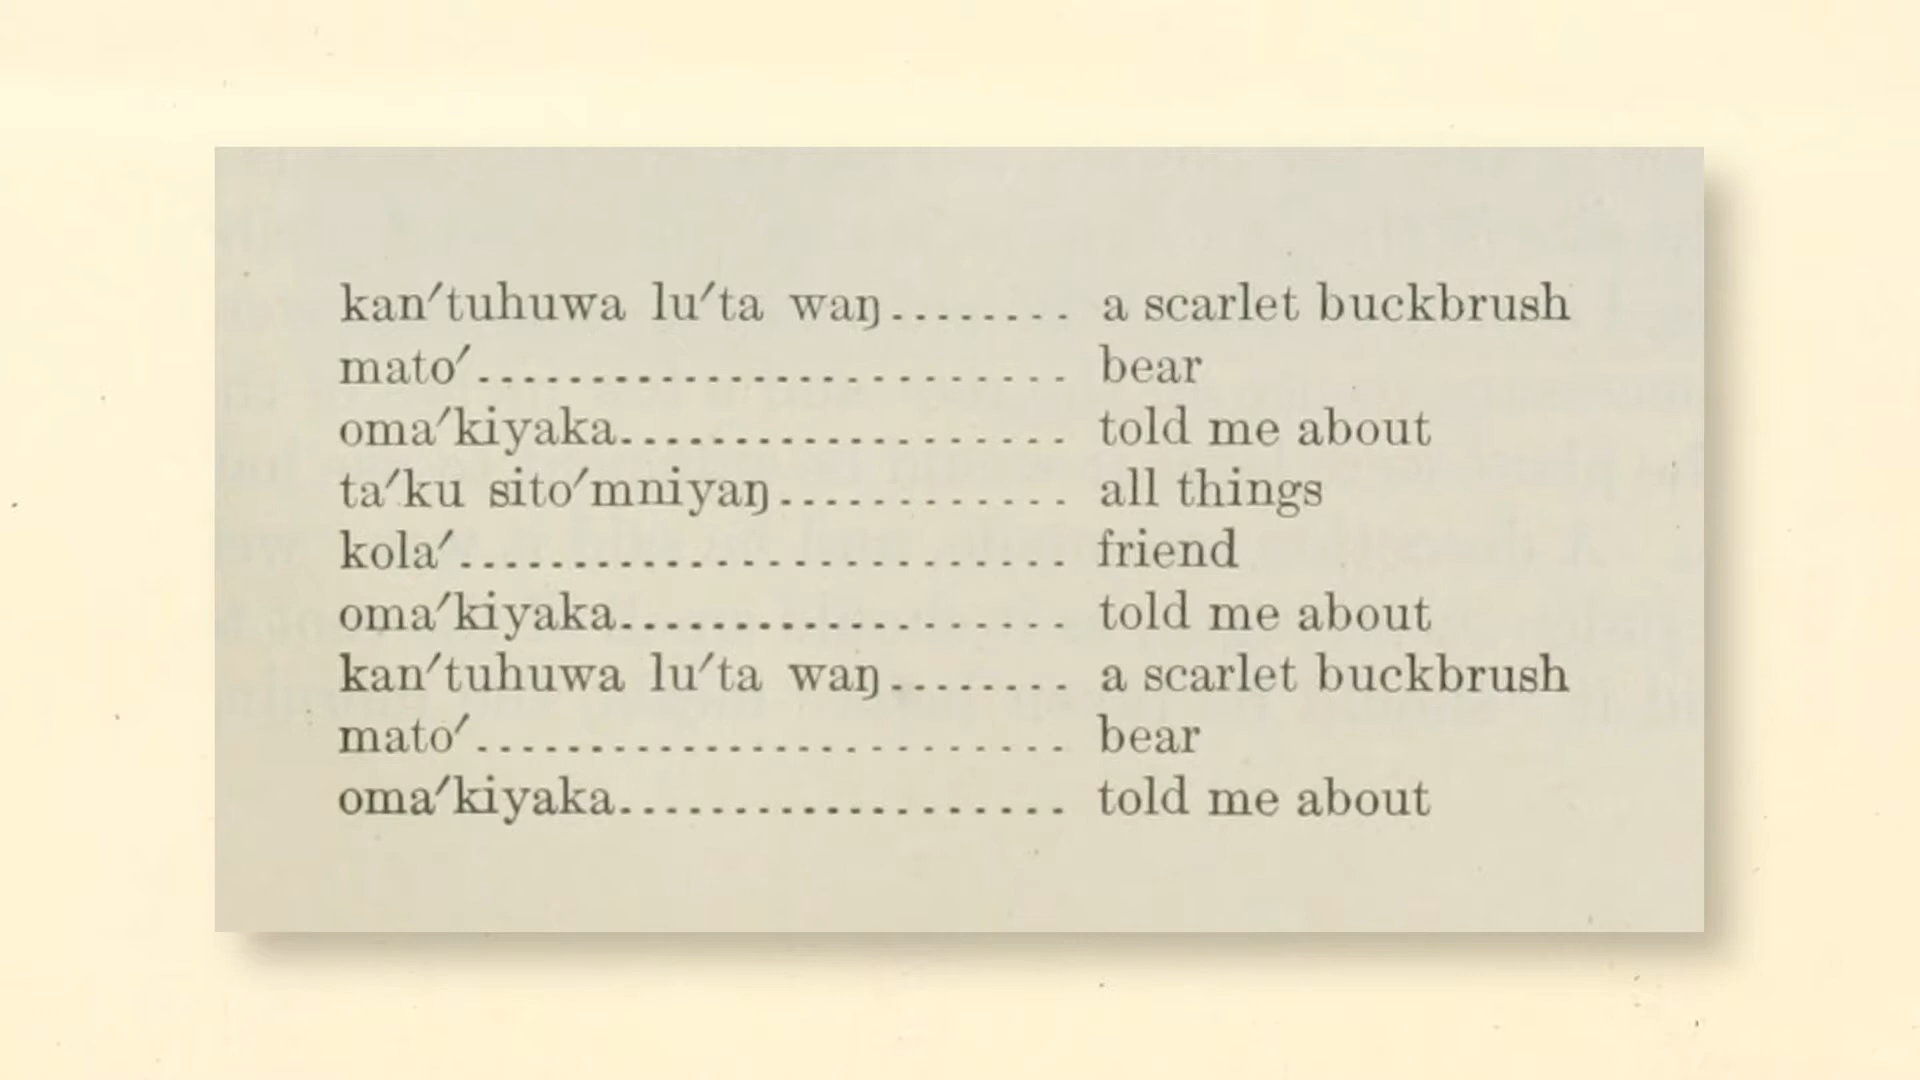 kan′tuhuwa lu′ta waŋ........ a scarlet buckbrush
mato′.......................... bear
oma′kiyaka................... told me about
ta′ku sito′mniyaŋ............ all things
kola′.......................... friend
oma′kiyaka................... told me about
kan′tuhuwa lu′ta waŋ........ a scarlet buckbrush
mato′.......................... bear
oma′kiyaka................... told me about